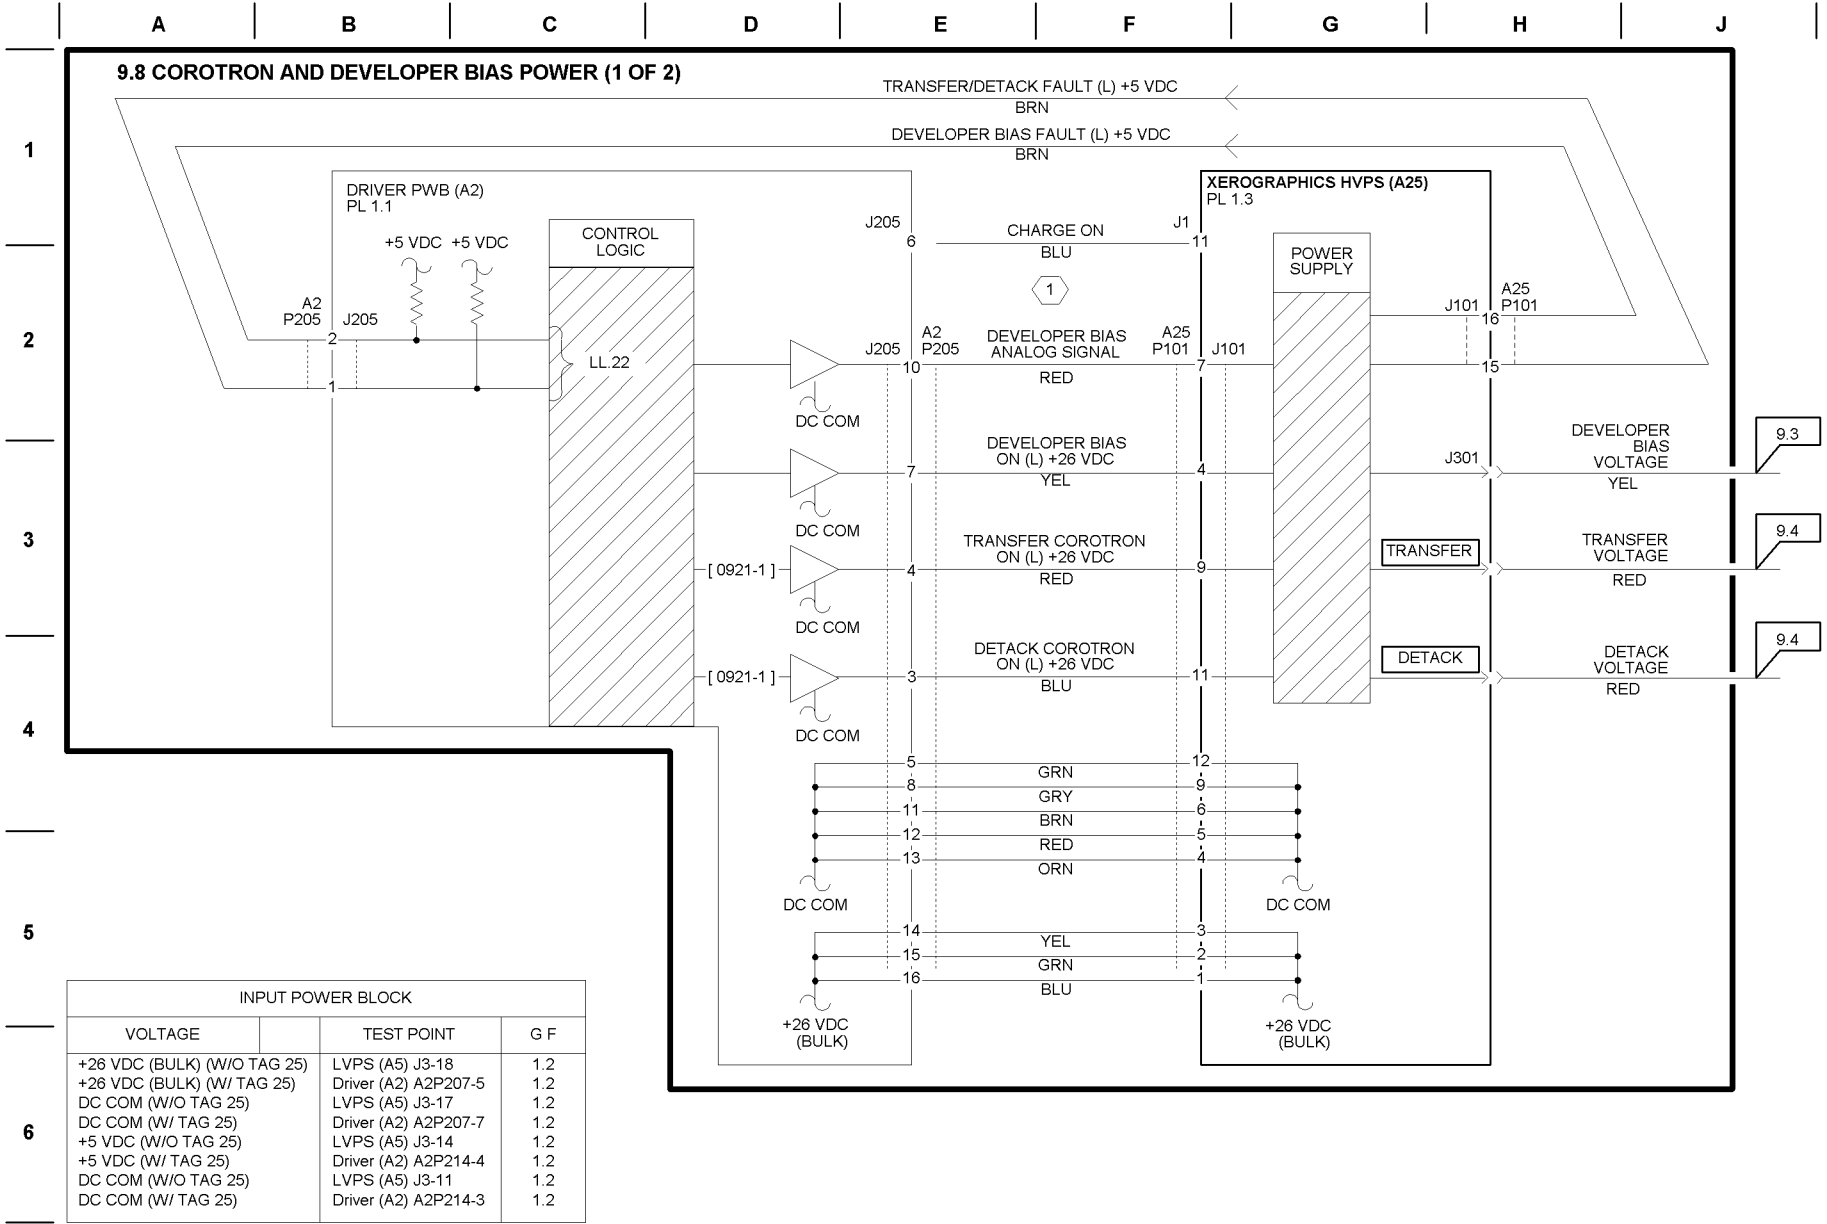 A B C D E F G H J
9.8 COROTRON AND DEVELOPER BIAS POWER (1 OF 2)
TRANSFER/DETACK FAULT (L) +5 VDC
BRN
DEVELOPER BIAS FAULT (L) +5 VDC
BRN
1
DRIVER PWB (A2)
PL 1.1
XEROGRAPHICS HVPS (A25)
PL 1.3
+5 VDC +5 VDC
CONTROL
LOGIC
J205
6
CHARGE ON
BLU
J1
11
POWER
SUPPLY
1
2
A2
P205 J205
2
1
LL.22
DC COM
J205
A2
P205
10
DEVELOPER BIAS
ANALOG SIGNAL
RED
A25
P101 J101
7
J101
A25
P101
16
15
DC COM
7
DEVELOPER BIAS
ON (L) +26 VDC
YEL
4
J301
DEVELOPER
BIAS
VOLTAGE
YEL
9.3
3
[ 0921-1 ]
DC COM
4
TRANSFER COROTRON
ON (L) +26 VDC
RED
9
TRANSFER
TRANSFER
VOLTAGE
RED
9.4
4
[ 0921-1 ]
DC COM
3
DETACK COROTRON
ON (L) +26 VDC
BLU
11
DETACK
DETACK
VOLTAGE
RED
9.4
5 GRN 12
8 GRY 9
11 BRN 6
12 RED 5
13 ORN 4
DC COM
DC COM
5
14 YEL 3
15 GRN 2
16 BLU 1
+26 VDC
(BULK)
+26 VDC
(BULK)
6
INPUT POWER BLOCK
VOLTAGE TEST POINT G F
+26 VDC (BULK) (W/O TAG 25) LVPS (A5) J3-18 1.2
+26 VDC (BULK) (W/ TAG 25) Driver (A2) A2P207-5 1.2
DC COM (W/O TAG 25) LVPS (A5) J3-17 1.2
DC COM (W/ TAG 25) Driver (A2) A2P207-7 1.2
+5 VDC (W/O TAG 25) LVPS (A5) J3-14 1.2
+5 VDC (W/ TAG 25) Driver (A2) A2P214-4 1.2
DC COM (W/O TAG 25) LVPS (A5) J3-11 1.2
DC COM (W/ TAG 25) Driver (A2) A2P214-3 1.2